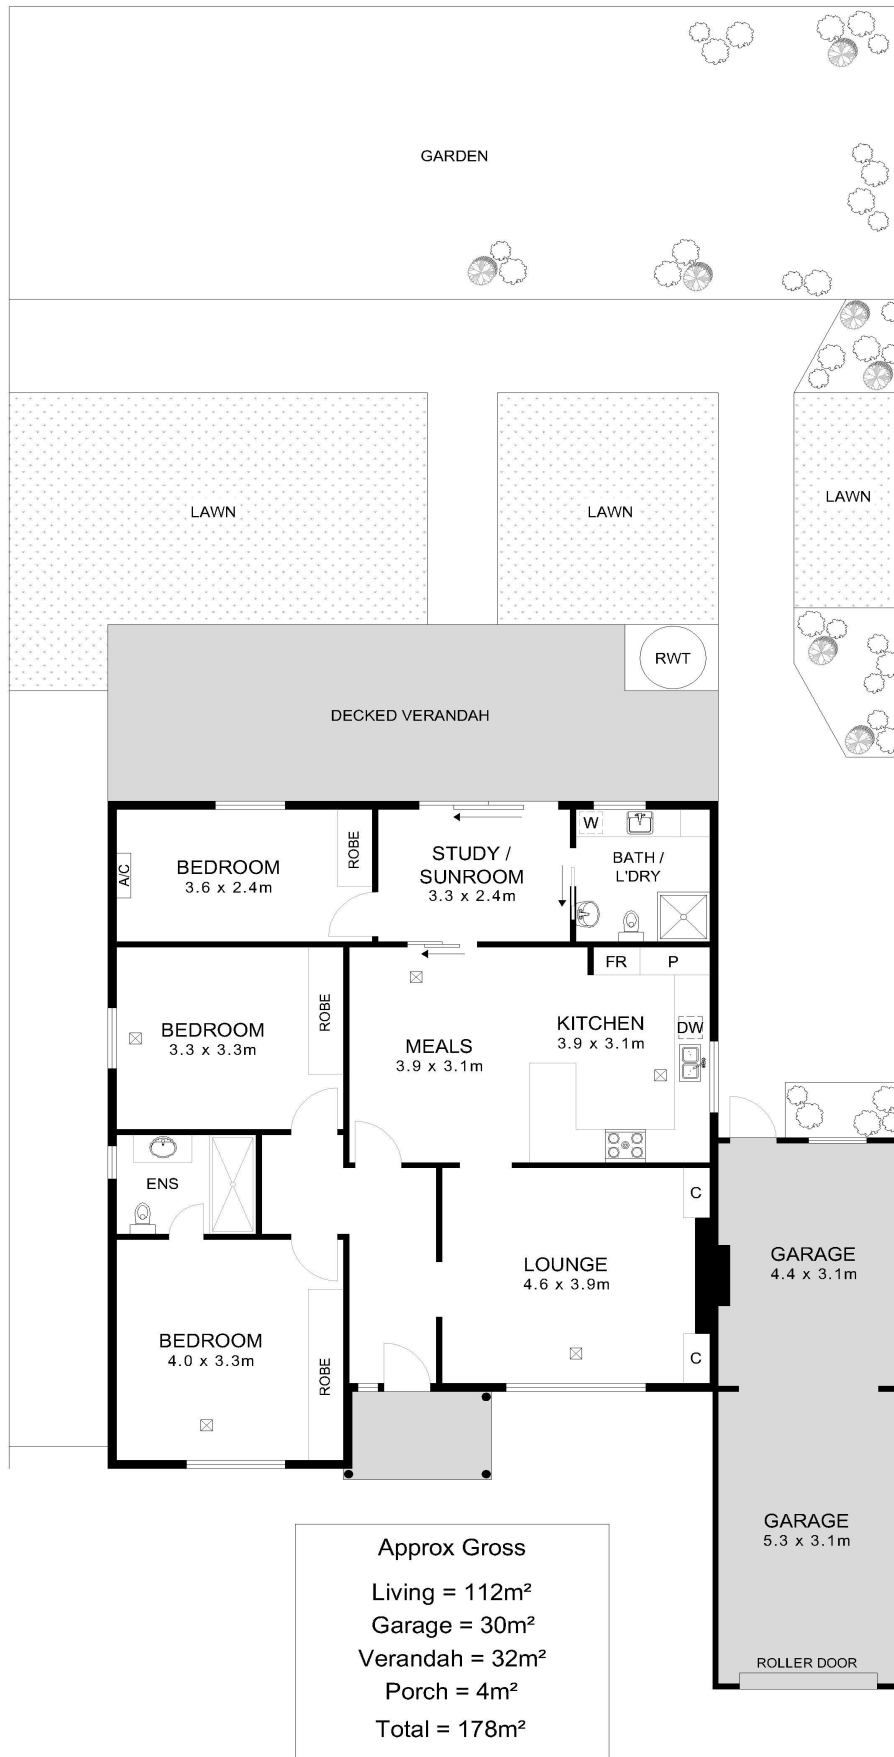 GARDEN
LAWN
LAWN
LAWN
RWT
DECKED VERANDAH
BEDROOM
3.6 x 2.4m
A/C
ROBE
STUDY /
SUNROOM
3.3 x 2.4m
W
BATH /
L'DRY
BEDROOM
3.3 x 3.3m
ROBE
MEALS
3.9 x 3.1m
KITCHEN
3.9 x 3.1m
FR
P
DW
ENS
C
LOUNGE
4.6 x 3.9m
C
GARAGE
4.4 x 3.1m
BEDROOM
4.0 x 3.3m
ROBE
GARAGE
5.3 x 3.1m
ROLLER DOOR
Approx Gross
Living = 112m²
Garage = 30m²
Verandah = 32m²
Porch = 4m²
Total = 178m²